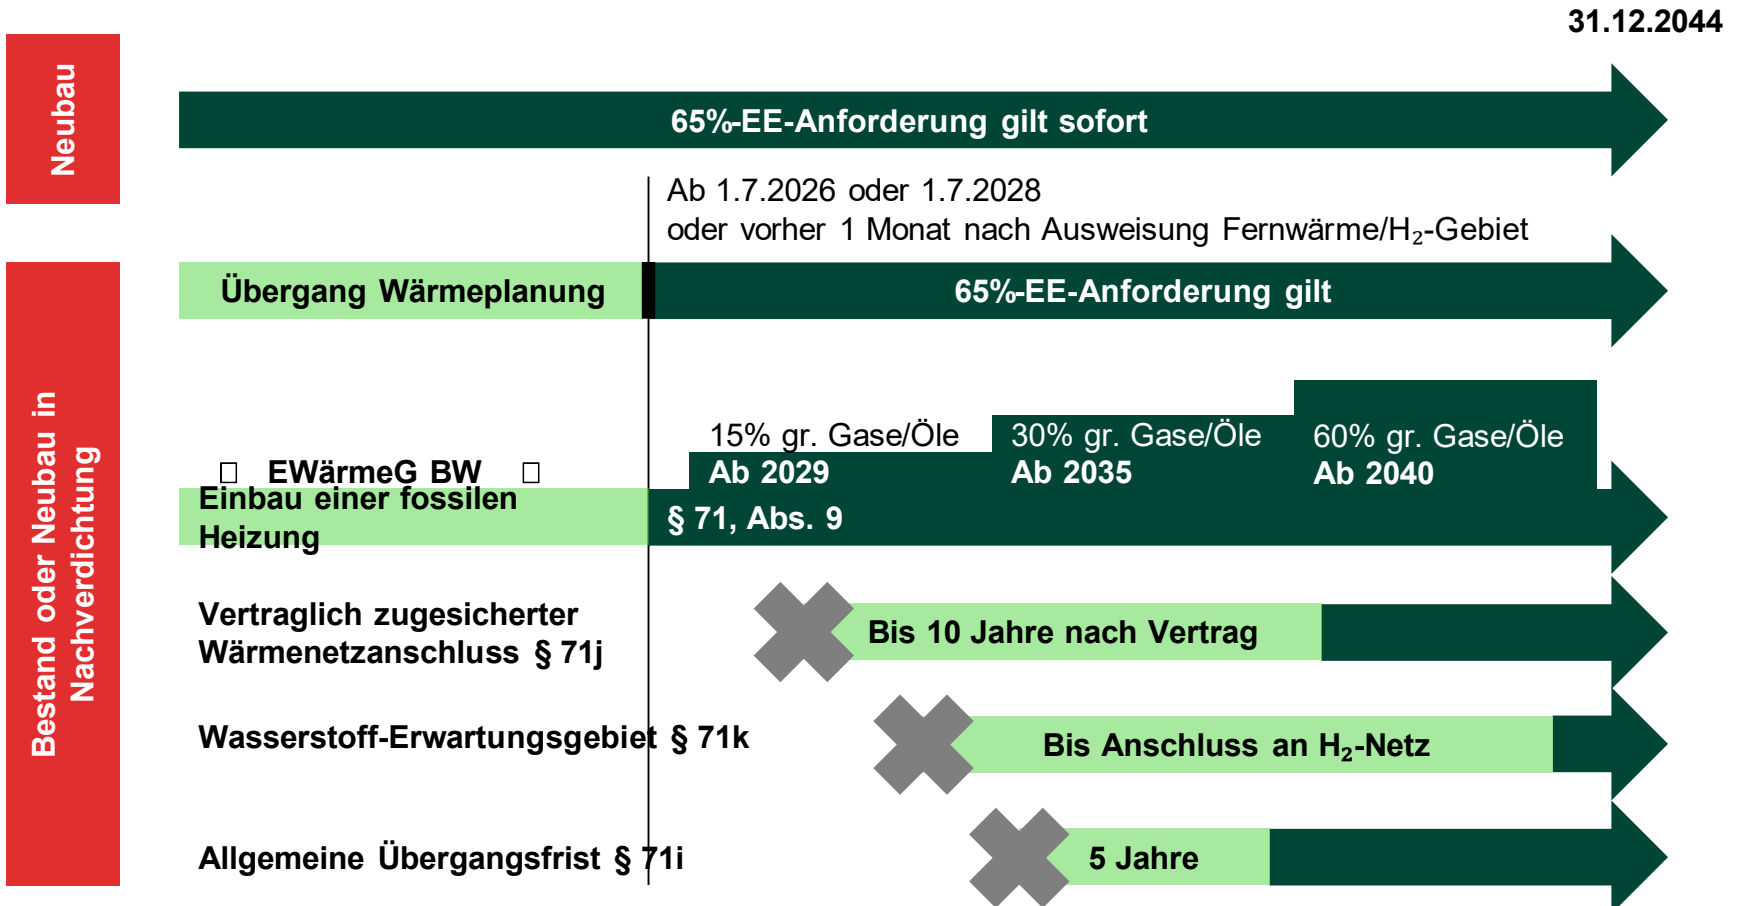 31.12.2044
Neubau
65%-EE-Anforderung gilt sofort
Ab 1.7.2026 oder 1.7.2028
oder vorher 1 Monat nach Ausweisung Fernwärme/H₂-Gebiet
Bestand oder Neubau in
Nachverdichtung
Übergang Wärmeplanung
65%-EE-Anforderung gilt
15% gr. Gase/Öle
Ab 2029
30% gr. Gase/Öle
Ab 2035
60% gr. Gase/Öle
Ab 2040
EWärmeG BW
Einbau einer fossilen
Heizung
§ 71, Abs. 9
Vertraglich zugesicherter
Wärmenetzanschluss § 71j
Bis 10 Jahre nach Vertrag
Wasserstoff-Erwartungsgebiet § 71k
Bis Anschluss an H₂-Netz
Allgemeine Übergangsfrist § 71i
5 Jahre